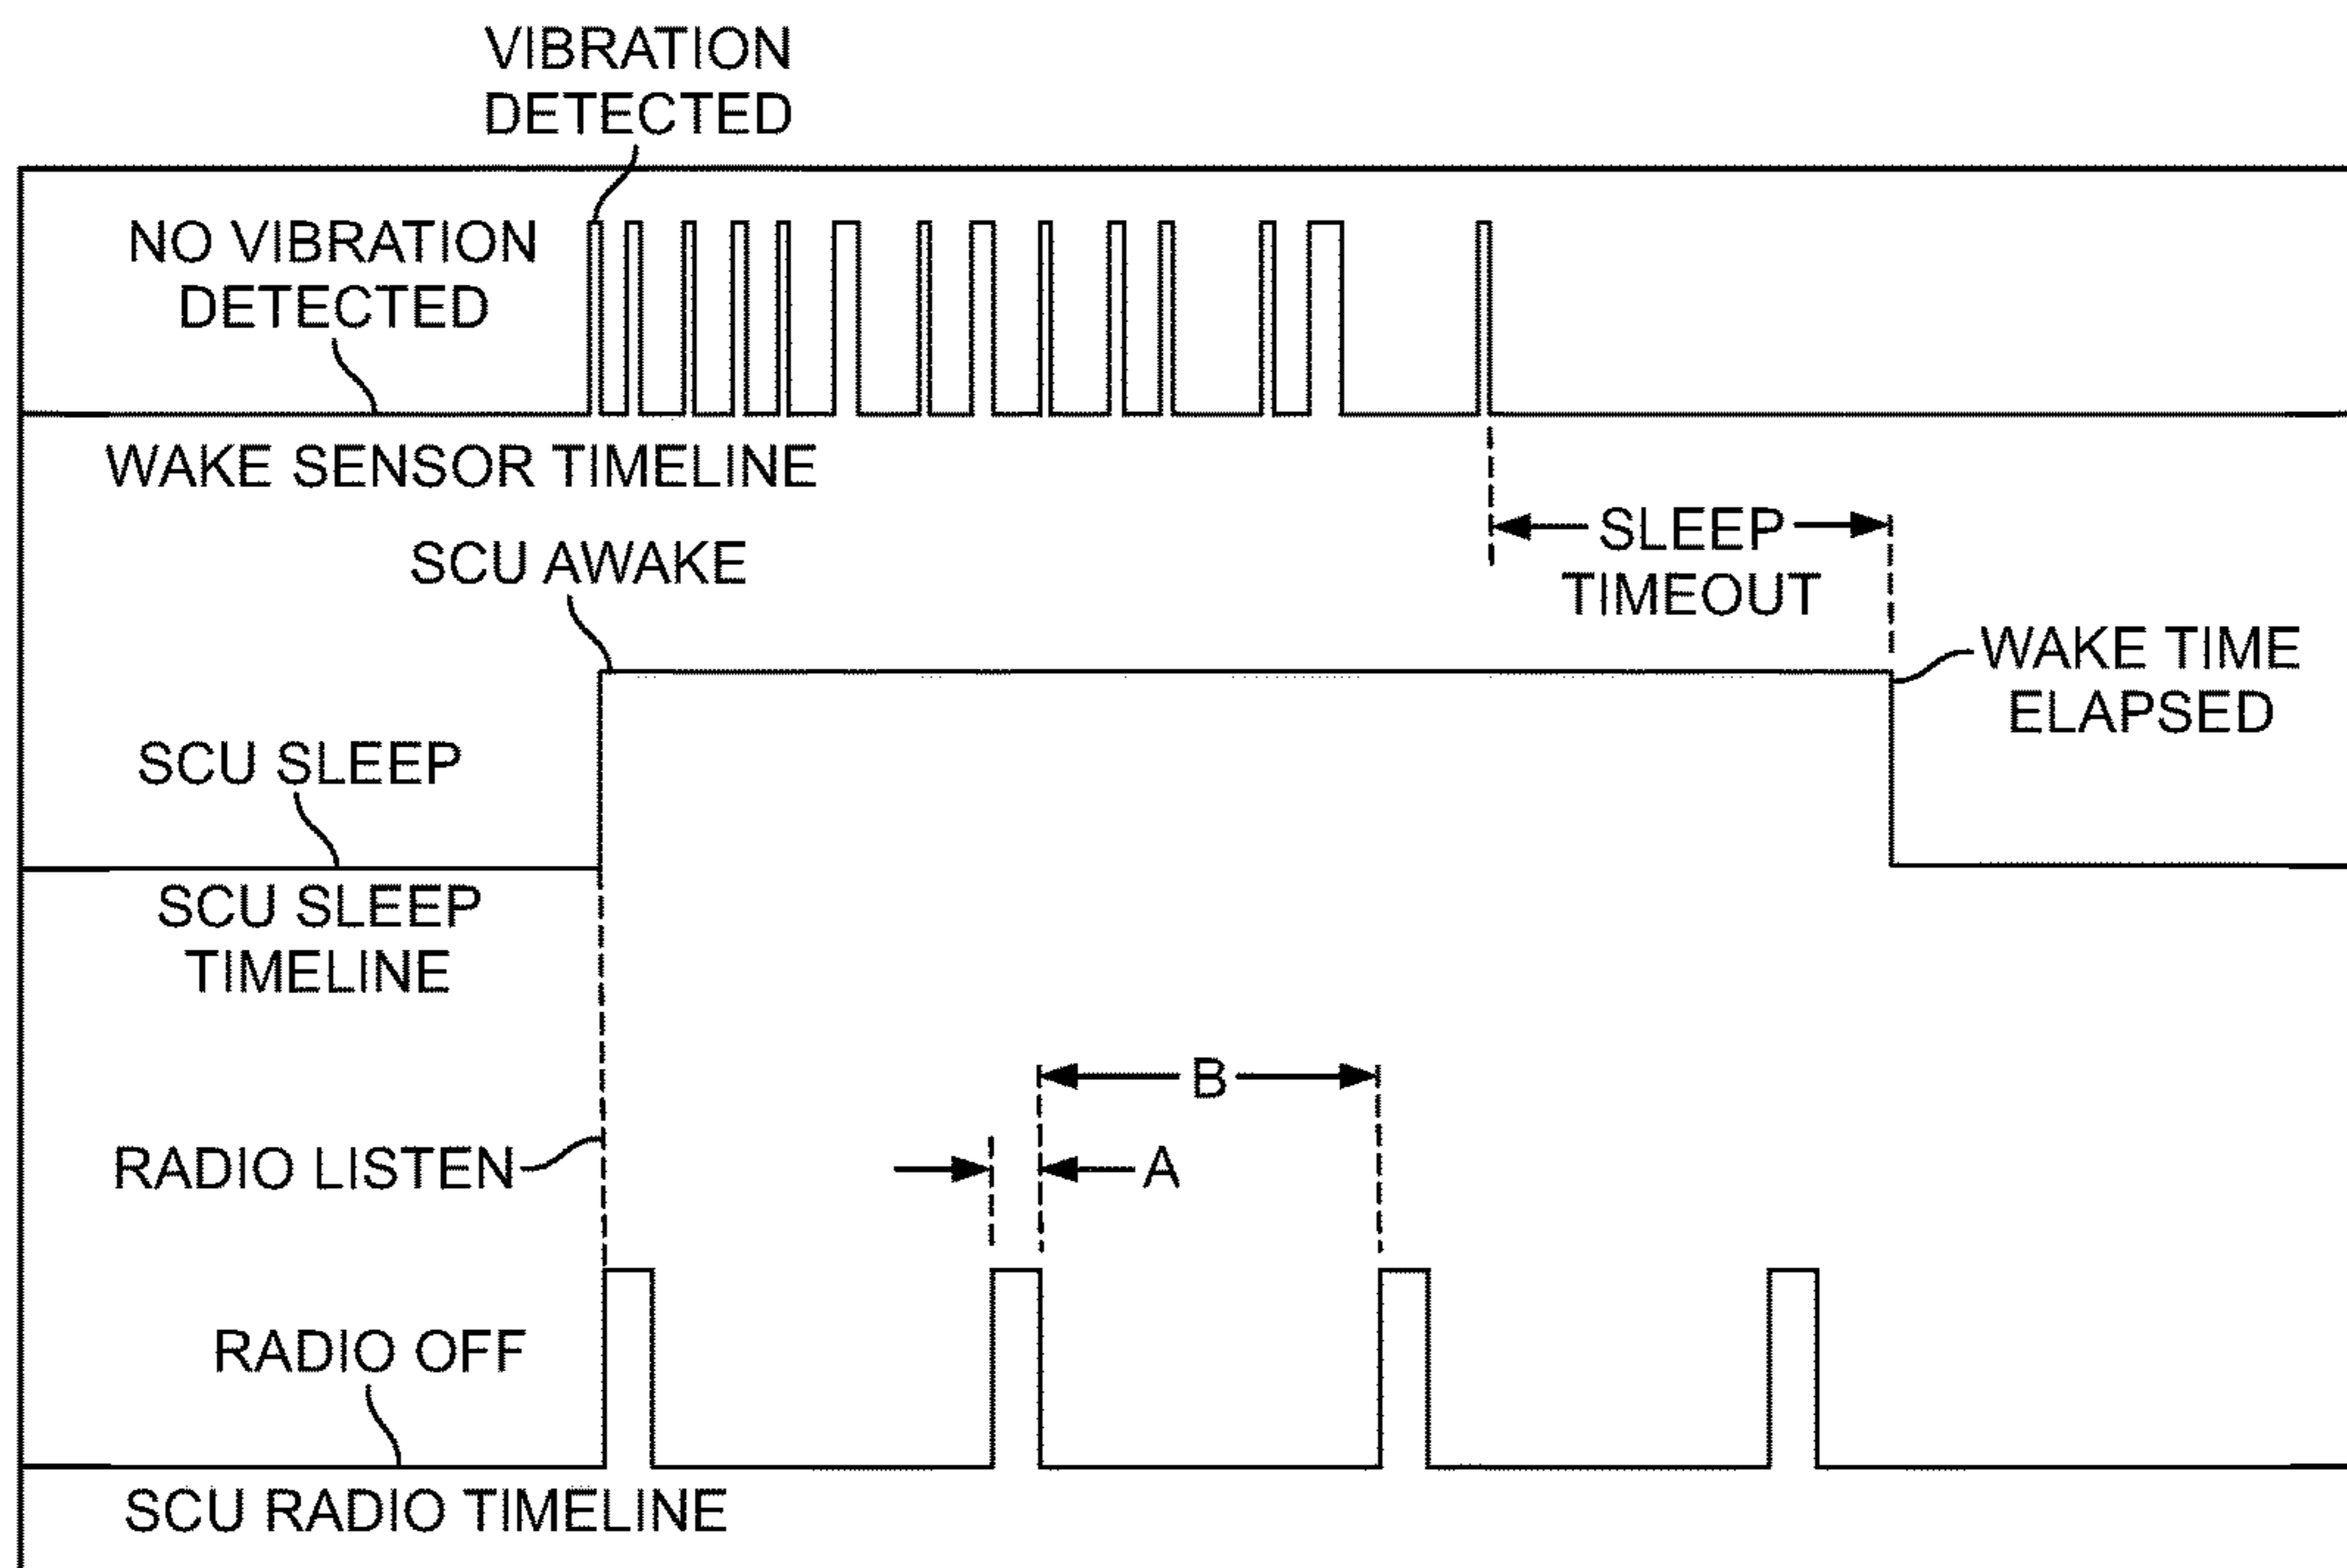 VIBRATION
DETECTED
NO VIBRATION
DETECTED
WAKE SENSOR TIMELINE
SLEEP
TIMEOUT
SCU AWAKE
WAKE TIME
ELAPSED
SCU SLEEP
SCU SLEEP
TIMELINE
B
RADIO LISTEN
A
RADIO OFF
SCU RADIO TIMELINE